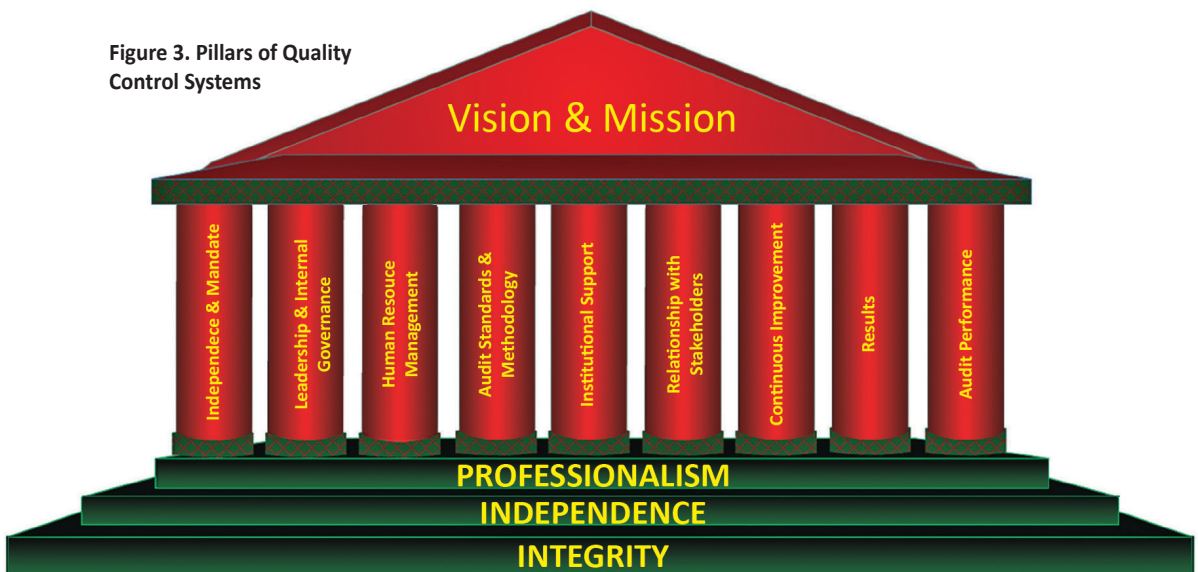 Figure 3. Pillars of Quality
Control Systems
Vision & Mission
Independece & Mandate
Leadership & Internal
Governance
Human Resouce
Management
Audit Standards &
Methodology
Institutional Support
Relationship with
Stakeholders
Continuous Improvement
Results
Audit Performance
PROFESSIONALISM
INDEPENDENCE
INTEGRITY